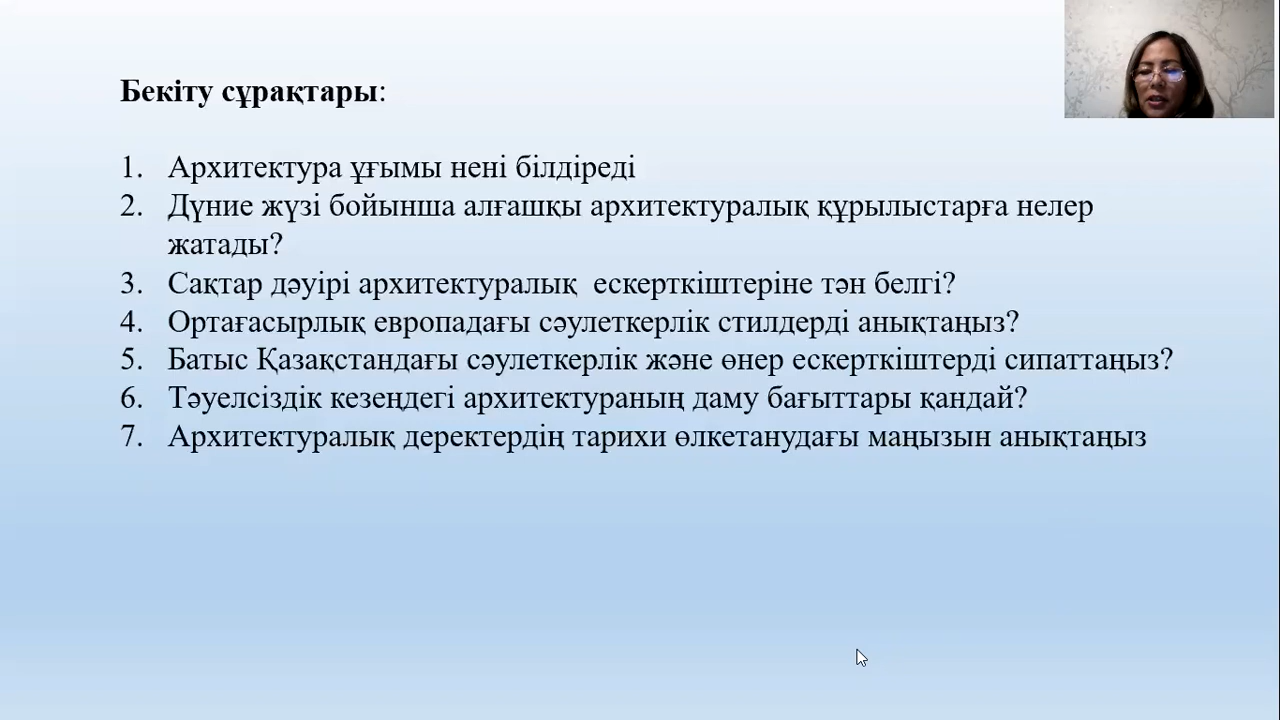 Бекіту сұрақтары:
1. Архитектура ұғымы нені білдіреді
2. Дүние жүзі бойынша алғашқы архитектуралық құрылыстарға нелер
жатады?
3. Сақтар дәуірі архитектуралық  ескерткіштеріне тән белгі?
4. Ортағасырлық европадағы сәулеткерлік стилдерді анықтаңыз?
5. Батыс Қазақстандағы сәулеткерлік және өнер ескерткіштерді сипаттаңыз?
6. Тәуелсіздік кезеңдегі архитектураның даму бағыттары қандай?
7. Архитектуралық деректердің тарихи өлкетанудағы маңызын анықтаңыз